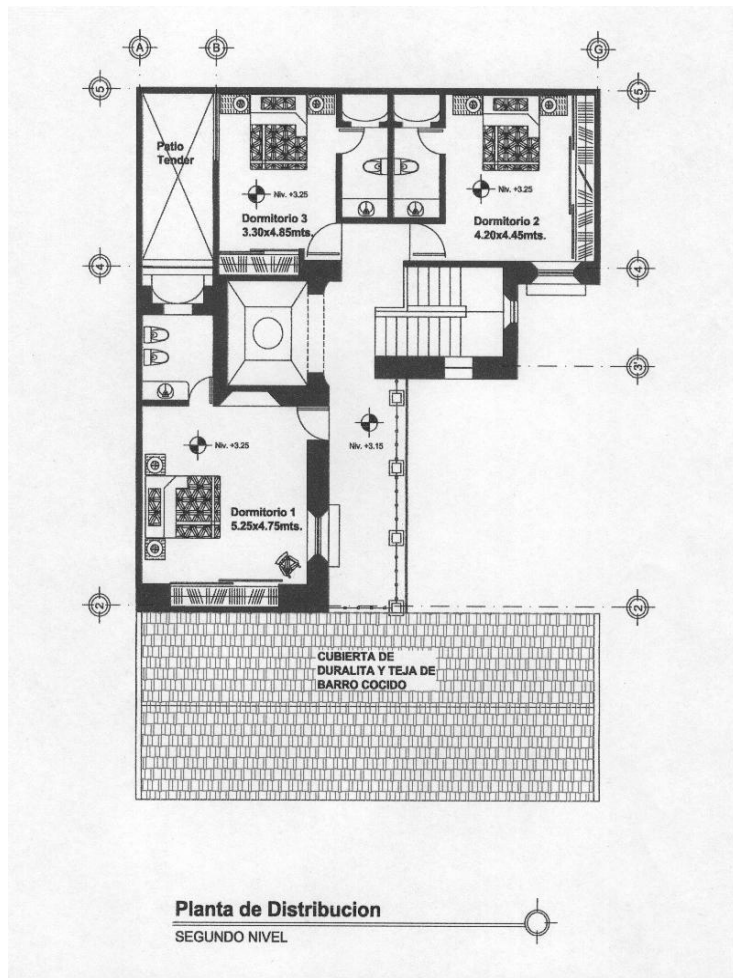 A
B
G
5
5
Patio
Tender
Niv. +3.25
Dormitorio 3
3.30x4.85mts.
Niv. +3.25
Dormitorio 2
4.20x4.45mts.
4
4
3'
Niv. +3.25
Niv. +3.15
Dormitorio 1
5.25x4.75mts.
2
2
CUBIERTA DE
DURALITA Y TEJA DE
BARRO COCIDO
Planta de Distribucion
SEGUNDO NIVEL